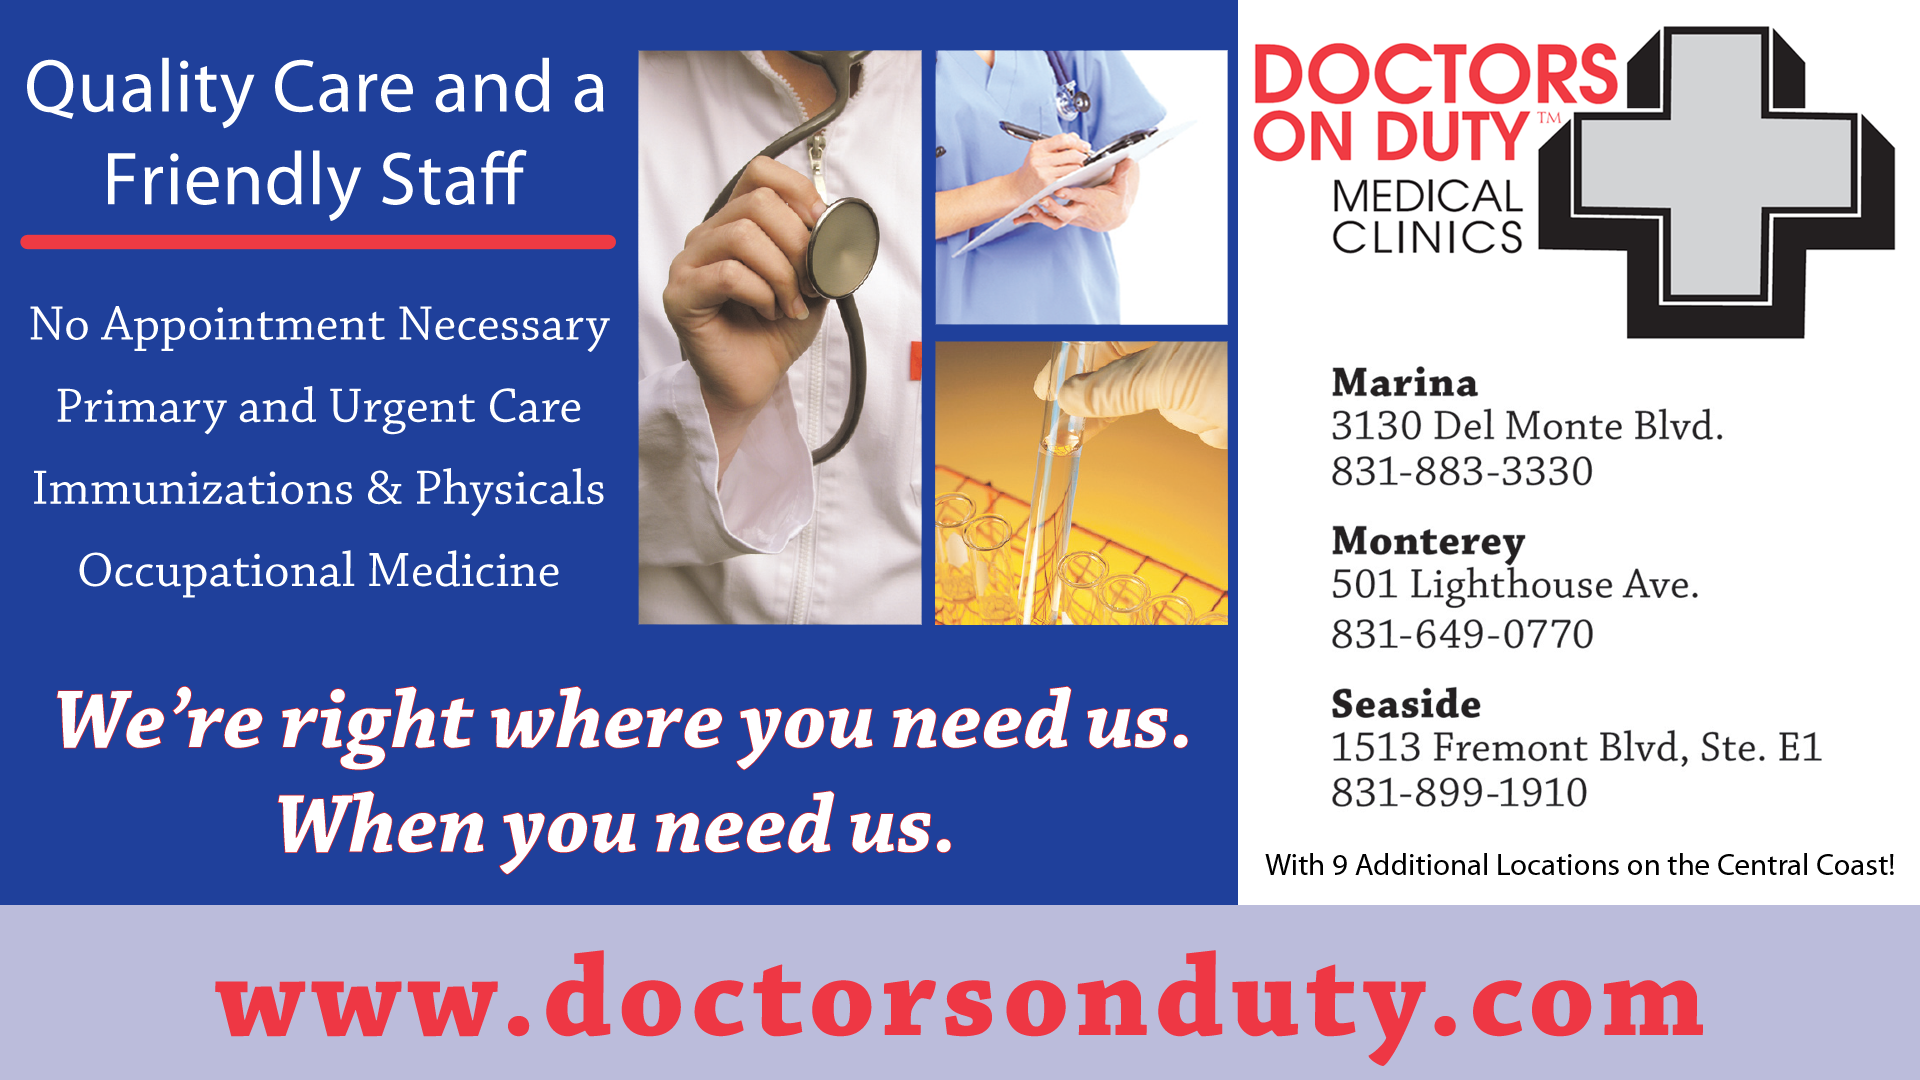 Quality Care and a
Friendly Staff
No Appointment Necessary
Primary and Urgent Care
Immunizations & Physicals
Occupational Medicine
We’re right where you need us.
When you need us.
DOCTORS
ON DUTY™
MEDICAL
CLINICS
Marina
3130 Del Monte Blvd.
831-883-3330
Monterey
501 Lighthouse Ave.
831-649-0770
Seaside
1513 Fremont Blvd, Ste. E1
831-899-1910
With 9 Additional Locations on the Central Coast!
www.doctorsonduty.com